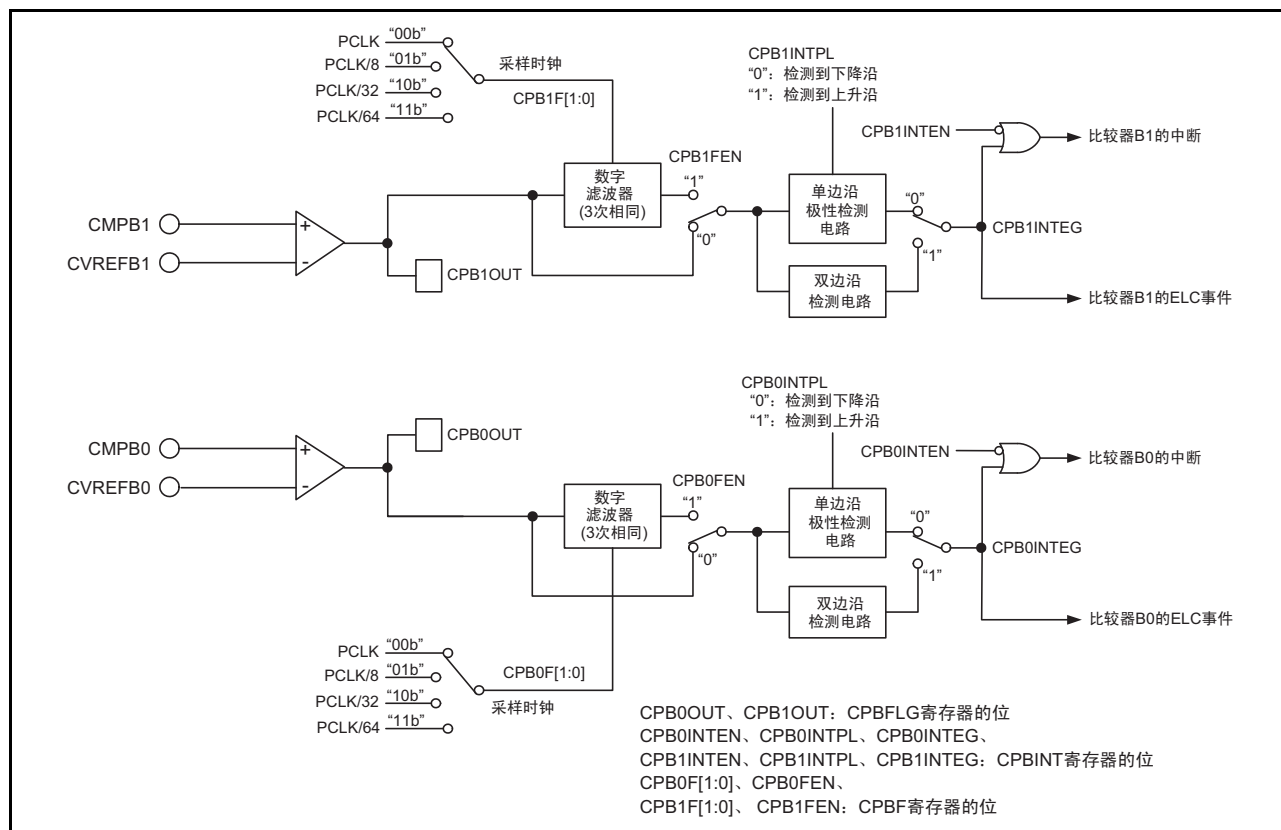 PCLK “00b”
PCLK/8 “01b”
PCLK/32 “10b”
PCLK/64 “11b”
采样时钟
CPB1F[1:0]
CPB1INTPL
“0”：检测到下降沿
“1”：检测到上升沿
CPB1INTEN
比较器B1的中断
CMPB1
CVREFB1
+
-
CPB1OUT
数字
滤波器
(3次相同)
CPB1FEN
“1”
“0”
单边沿
极性检测
电路
双边沿
检测电路
“0”
“1”
CPB1INTEG
比较器B1的ELC事件
CPB0INTPL
“0”：检测到下降沿
“1”：检测到上升沿
CPB0INTEN
比较器B0的中断
CPB0OUT
CMPB0
CVREFB0
+
-
数字
滤波器
(3次相同)
CPB0FEN
“1”
“0”
单边沿
极性检测
电路
双边沿
检测电路
“0”
“1”
CPB0INTEG
比较器B0的ELC事件
PCLK “00b”
PCLK/8 “01b”
PCLK/32 “10b”
PCLK/64 “11b”
CPB0F[1:0]
采样时钟
CPB0OUT、CPB1OUT：CPBFLG寄存器的位
CPB0INTEN、CPB0INTPL、CPB0INTEG、
CPB1INTEN、CPB1INTPL、CPB1INTEG：CPBINT寄存器的位
CPB0F[1:0]、CPB0FEN、
CPB1F[1:0]、 CPB1FEN：CPBF寄存器的位